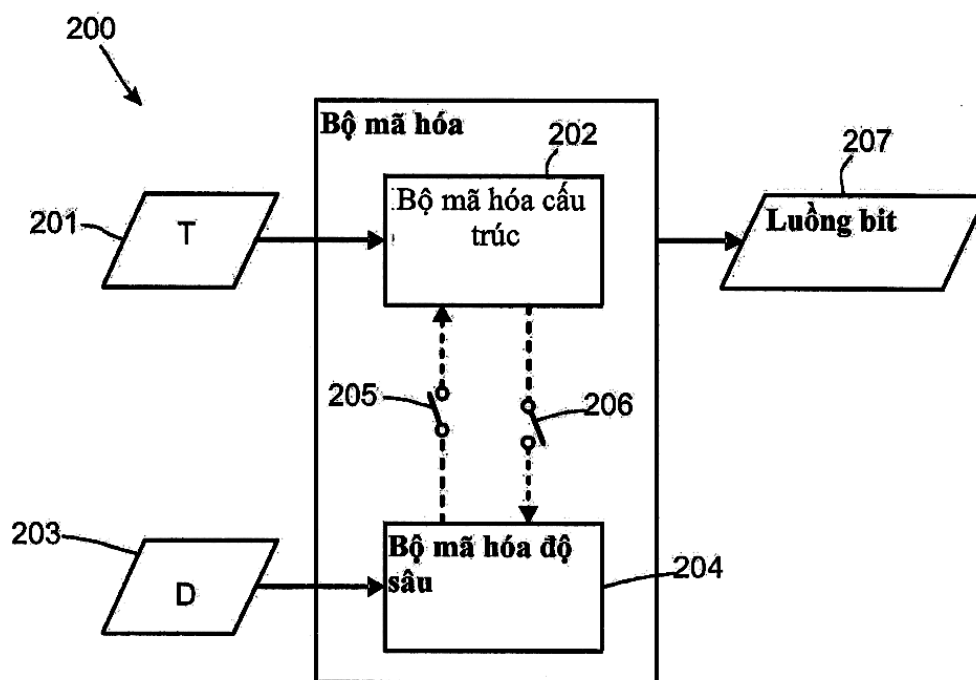 200
Bộ mã hóa
202
207
Bộ mã hóa cấu
trúc
201
T
Luồng bit
205
206
203
D
Bộ mã hóa độ
sâu
204